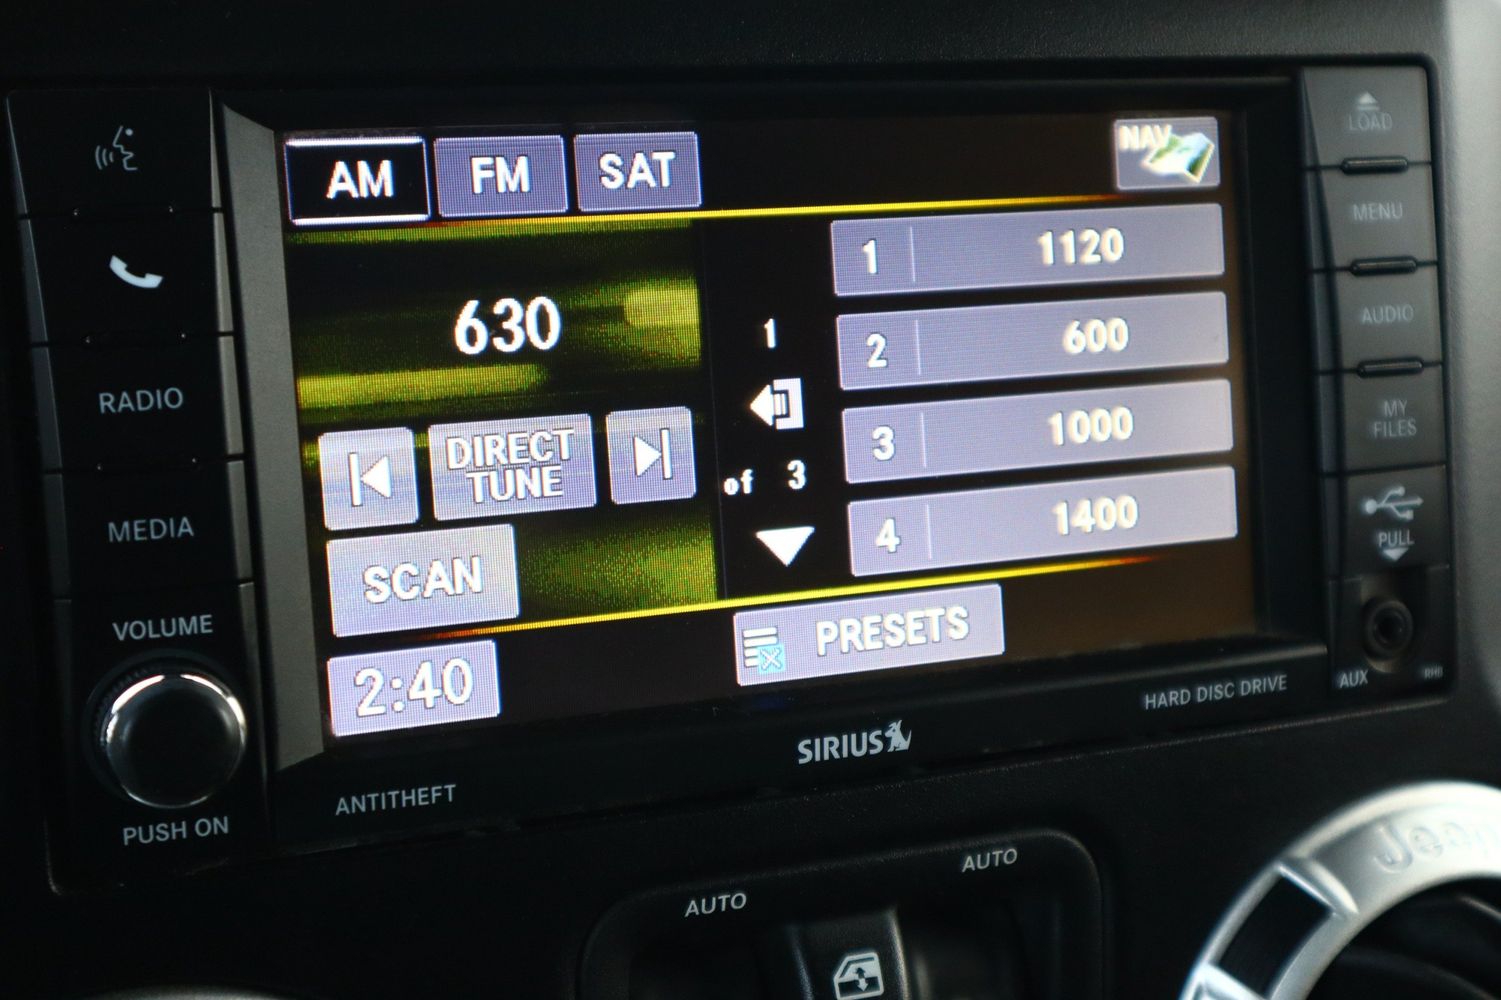 AM
FM
SAT
NAV
630
DIRECT
TUNE
SCAN
2:40
1
of 3
1 1120
2 600
3 1000
4 1400
PRESETS
RADIO
MEDIA
VOLUME
PUSH ON
ANTITHEFT
SIRIUS
HARD DISC DRIVE
LOAD
MENU
AUDIO
MY
FILES
PULL
AUX
AUTO
AUTO
Jeep